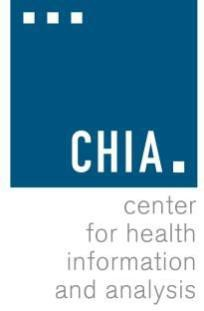 CHIA.
center
for health
information
and analysis